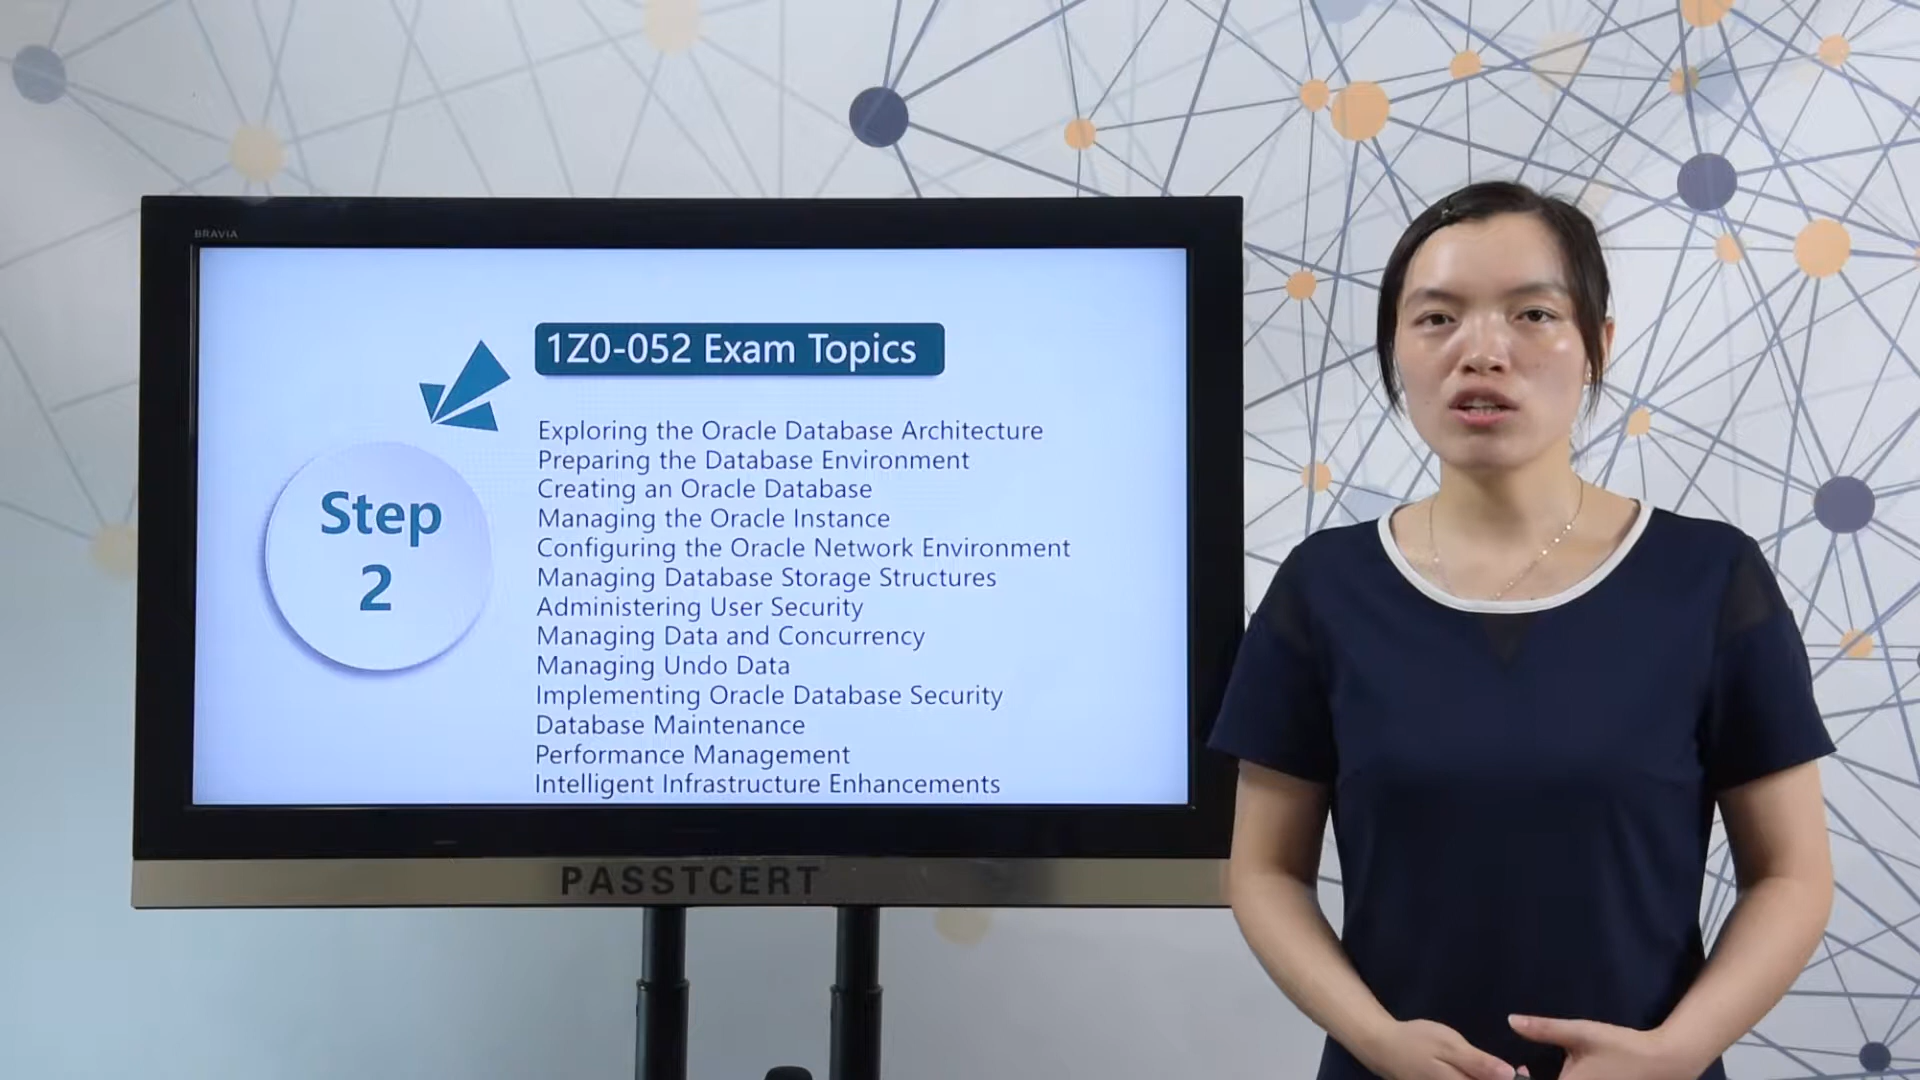 BRAVIA
1Z0-052 Exam Topics
Step
2
Exploring the Oracle Database Architecture
Preparing the Database Environment
Creating an Oracle Database
Managing the Oracle Instance
Configuring the Oracle Network Environment
Managing Database Storage Structures
Administering User Security
Managing Data and Concurrency
Managing Undo Data
Implementing Oracle Database Security
Database Maintenance
Performance Management
Intelligent Infrastructure Enhancements
PASSTCERT